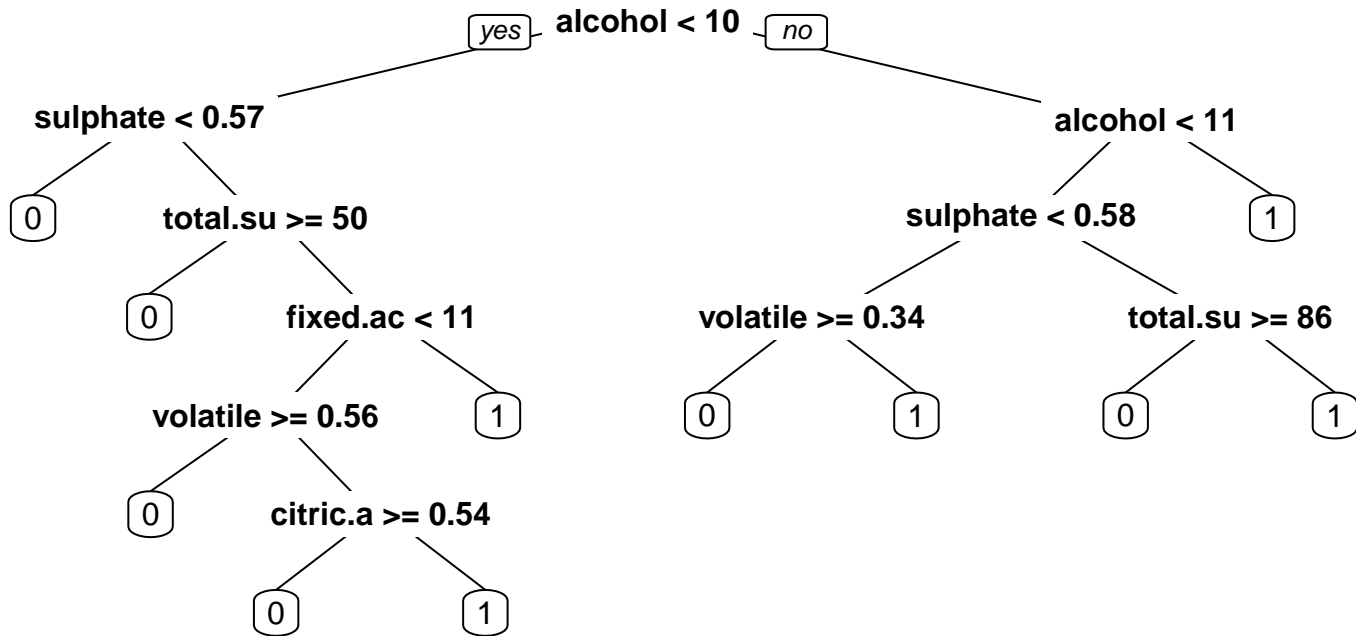 yes alcohol < 10 no
sulphate < 0.57 alcohol < 11
0 total.su >= 50 sulphate < 0.58 1
0 fixed.ac < 11 volatile >= 0.34 total.su >= 86
volatile >= 0.56 1 0 1 0 1
0 citric.a >= 0.54
0 1